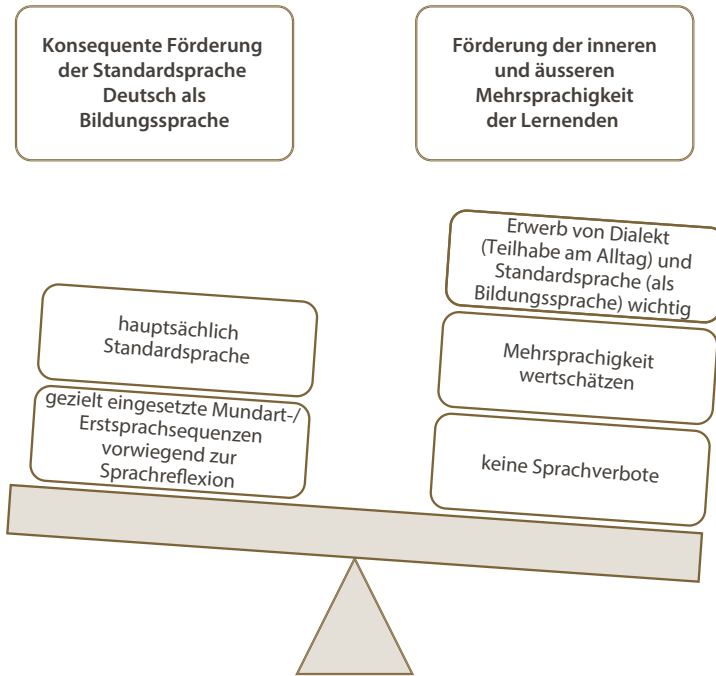 Konsequente Förderung
der Standardsprache
Deutsch als
Bildungssprache
Förderung der inneren
und äusseren
Mehrsprachigkeit
der Lernenden
hauptsächlich
Standardsprache
gezielt eingesetzte Mundart-/
Erstsprachsequenzen
vorwiegend zur
Sprachreflexion
Erwerb von Dialekt
(Teilhabe am Alltag) und
Standardsprache (als
Bildungssprache) wichtig
Mehrsprachigkeit
wertschätzen
keine Sprachverbote